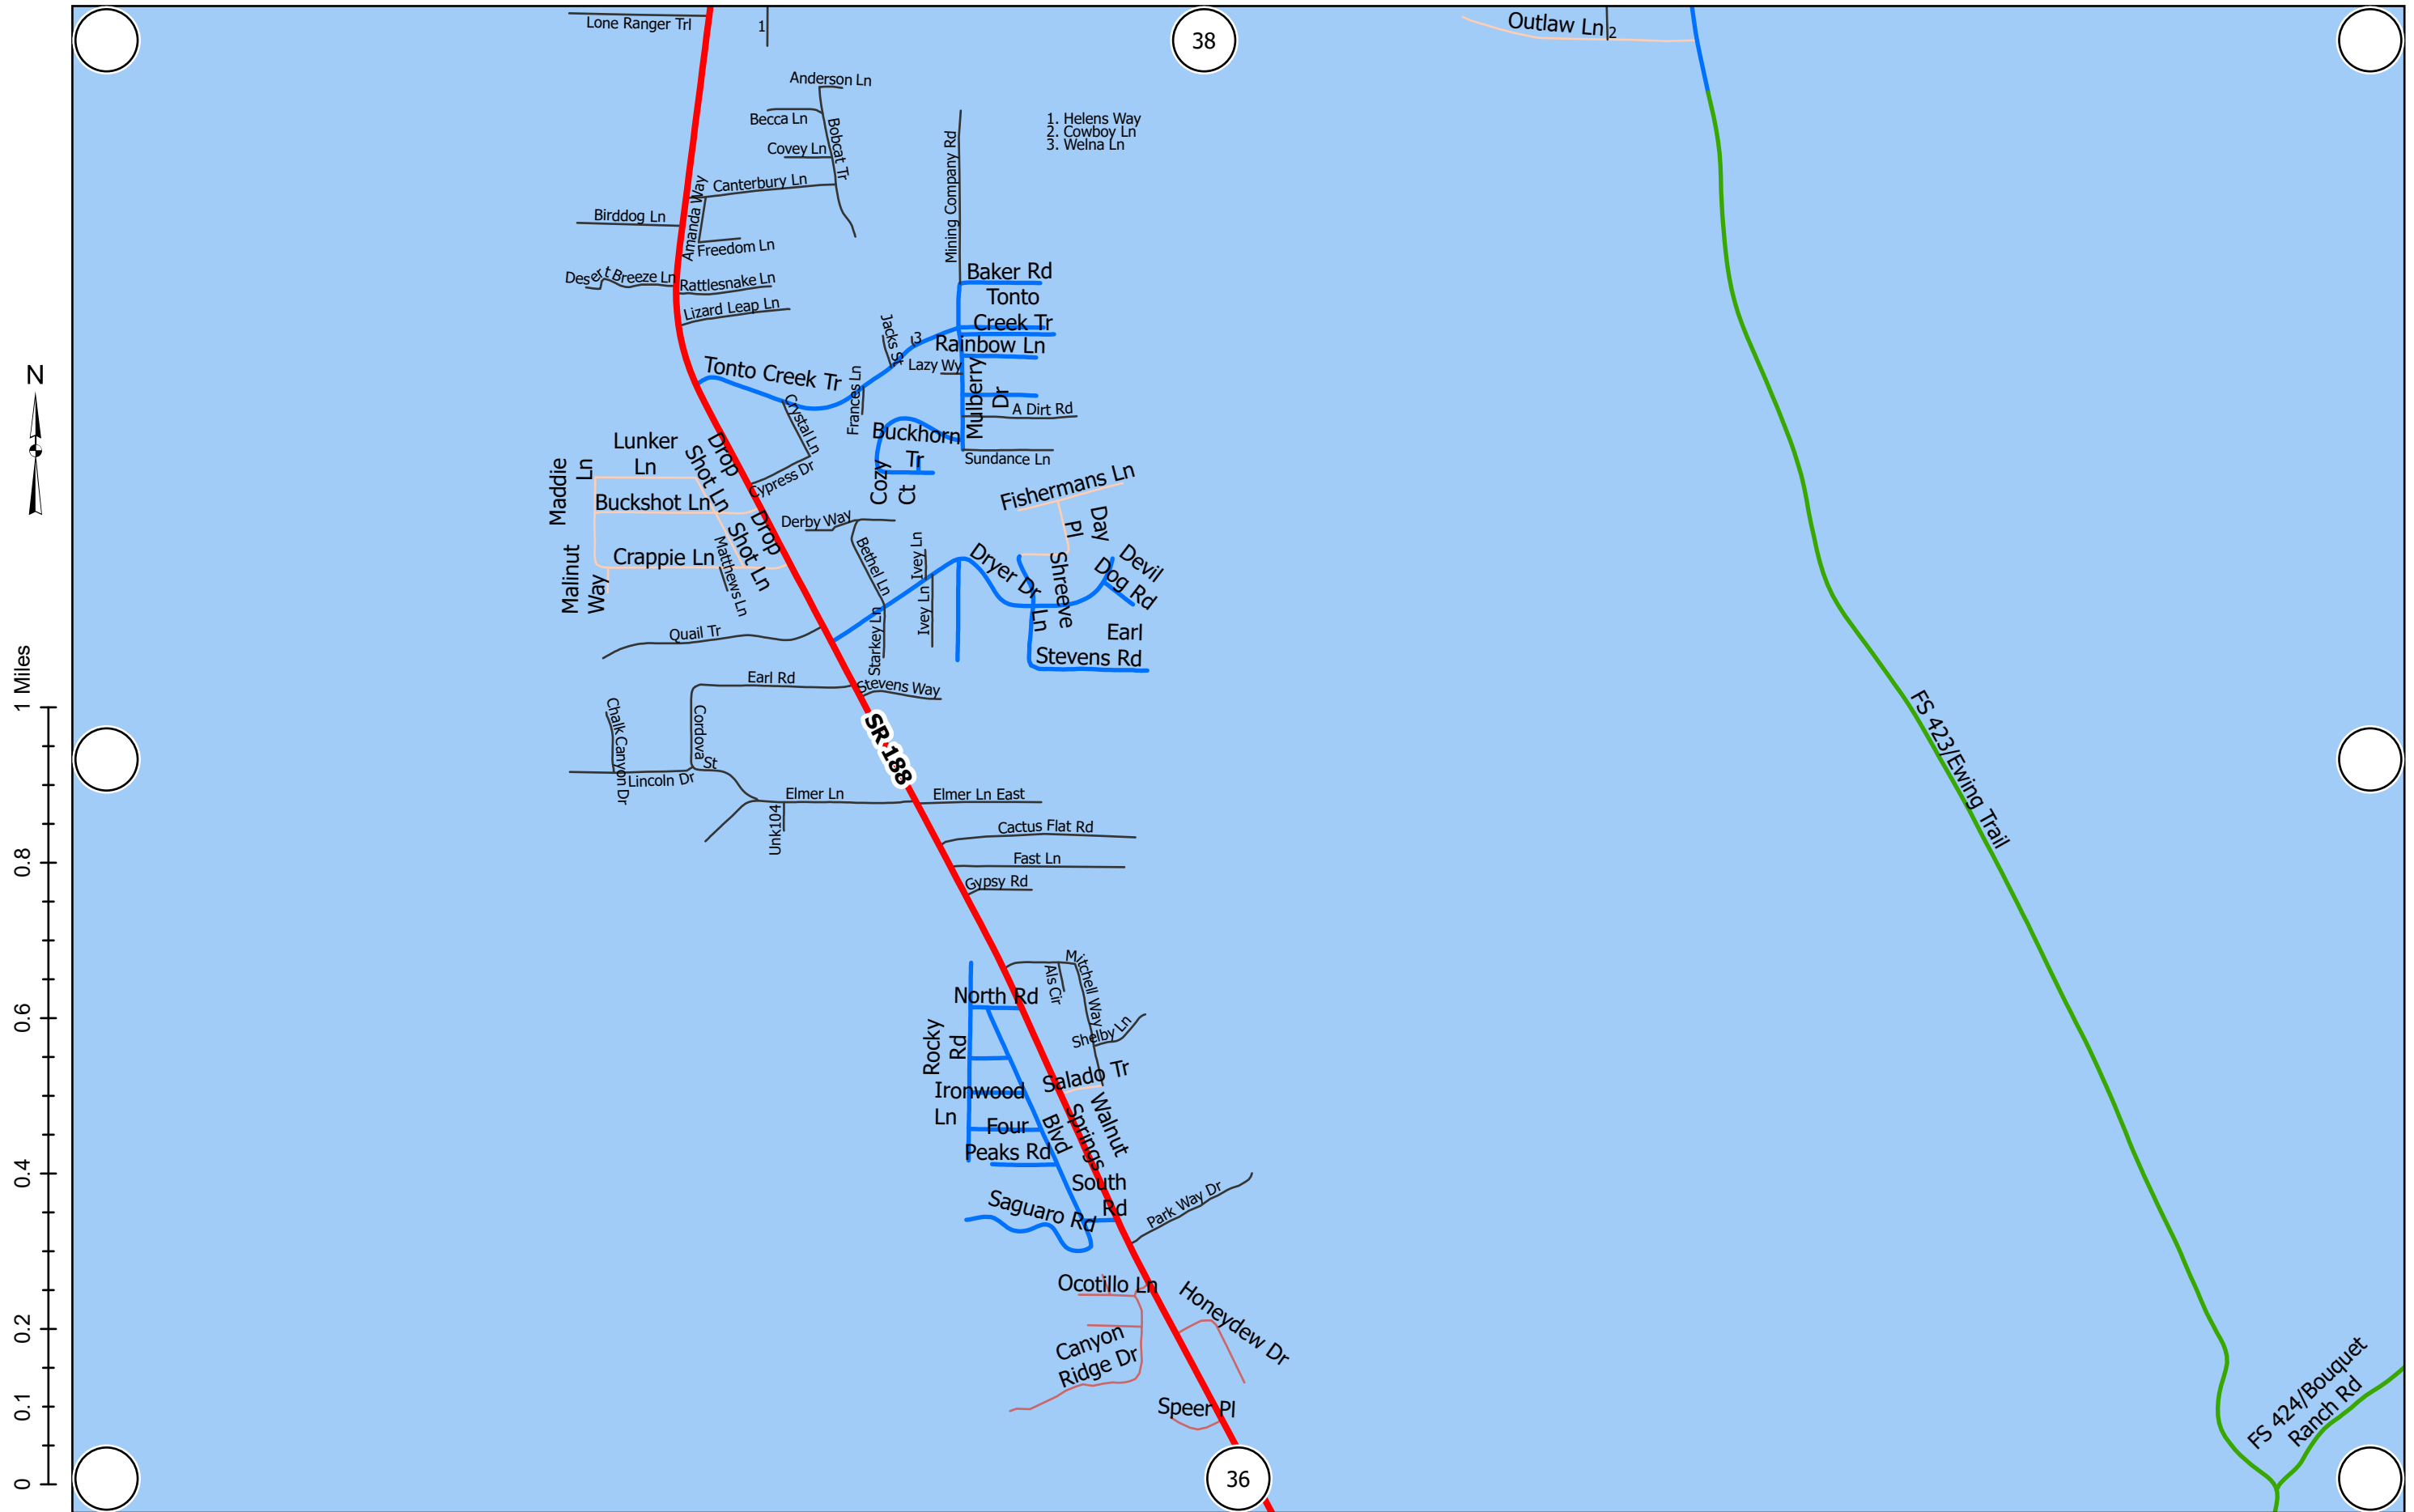 Lone Ranger Trl
1
38
Outlaw Ln
2
Anderson Ln
Becca Ln
Bobcat Tr
Covey Ln
Canterbury Ln
Amanda Way
Birddog Ln
Freedom Ln
Desert Breeze Ln
Rattlesnake Ln
Lizard Leap Ln
Mining Company Rd
1. Helens Way
2. Cowboy Ln
3. Welna Ln
Baker Rd
Tonto
Creek Tr
Jacks St
3
Rainbow Ln
Lazy Wy
Tonto Creek Tr
Frances Ln
Mulberry
Dr
A Dirt Rd
Crystal Ln
Buckhorn
Tr
Sundance Ln
Cypress Dr
Cozy
Ct
N
Lunker
Ln
Drop
Shot Ln
Maddie
Ln
Buckshot Ln
Drop
Shot Ln
Crappie Ln
Matthews Ln
Malinut
Way
Derby Way
Bethel Ln
Ivey Ln
Ivey Ln
Starkey Ln
Fishermans Ln
Day
Pl
Dryer Dr
Shreeve
Ln
Devil
Dog Rd
Earl
Stevens Rd
Quail Tr
Earl Rd
Stevens Way
Chalk Canyon Dr
Cordova
St
Lincoln Dr
SR 188
Elmer Ln
Elmer Ln East
Unk104
Cactus Flat Rd
Fast Ln
Gypsy Rd
FS 423/Ewing Trail
Mitchell Way
Als Cir
North Rd
Shelby Ln
Rocky
Rd
Salado Tr
Ironwood
Ln
Walnut
Springs
Blvd
Four
Peaks Rd
South
Rd
Saguaro Rd
Park Way Dr
Ocotillo Ln
Honeydew Dr
Canyon
Ridge Dr
Speer Pl
36
FS 424/Bouquet
Ranch Rd
1 Miles
0.8
0.6
0.4
0.2
0.1
0